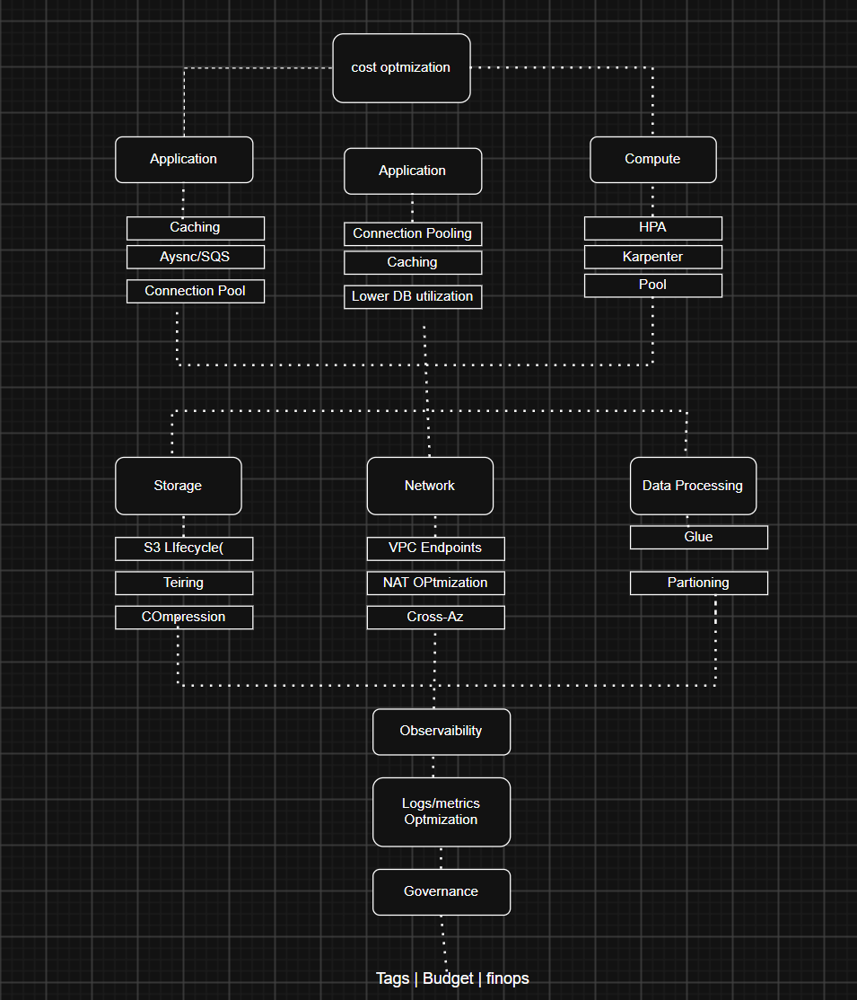 cost optmization
Application
Application
Compute
Caching
Aysnc/SQS
Connection Pool
Connection Pooling
Caching
Lower DB utilization
HPA
Karpenter
Pool
Storage
Network
Data Processing
S3 LIfecycle(
Teiring
COmpression
VPC Endpoints
NAT OPtmization
Cross-Az
Glue
Partioning
Observaibility
Logs/metrics
Optmization
Governance
Tags | Budget | finops